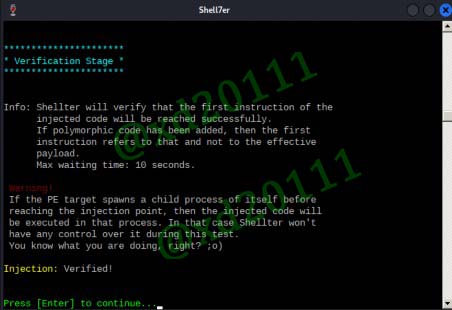 Shell7er
**********************
* Verification Stage *
**********************
Info: Shellter will verify that the first instruction of the
injected code will be reached successfully.
If polymorphic code has been added, then the first
instruction refers to that and not to the effective
payload.
Max waiting time: 10 seconds.
Warning!
If the PE target spawns a child process of itself before
reaching the injection point, then the injected code will
be executed in that process. In that case Shellter won't
have any control over it during this test.
You know what you are doing, right? ;o)
Injection: Verified!
Press [Enter] to continue...
@xd20111
@xd20111